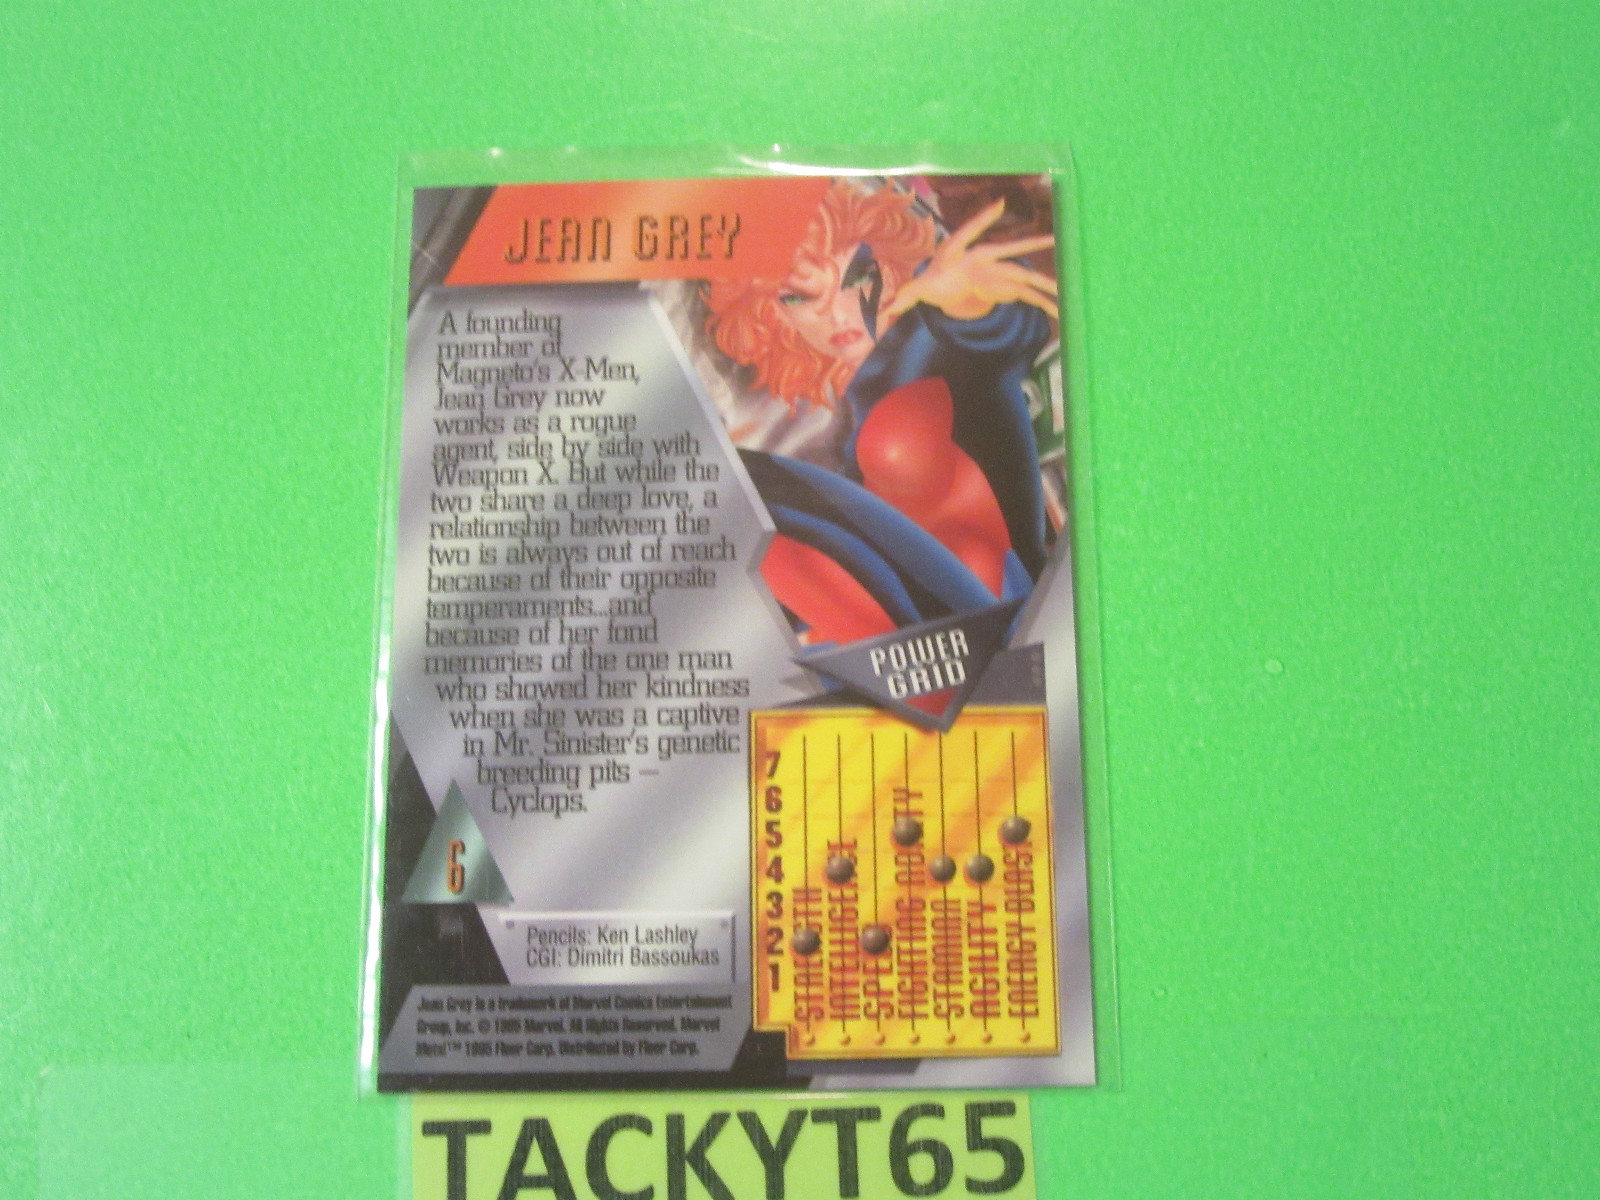 JEAN GREY
A founding
member of
Magneto's X-Men,
Jean Grey now
works as a rogue
agent, side by side with
Weapon X. But while the
two share a deep love, a
relationship between the
two is always out of reach
because of their opposite
temperaments...and
because of her fond
memories of the one man
who showed her kindness
when she was a captive
in Mr. Sinister's genetic
breeding pits —
Cyclops.
6
Pencils: Ken Lashley
CGI: Dimitri Bassoukas
Jean Grey is a trademark of Marvel Comics Entertainment
Group, Inc. © 1995 Marvel. All Rights Reserved. Marvel
Metal™ 1995 Fleer Corp. Distributed by Fleer Corp.
POWER
GRID
7
6
5
4
3
2
1
STRENGTH
INTELLIGENCE
SPEED
FIGHTING ABILITY
STAMINA
AGILITY
ENERGY BLAST
TACKYT65